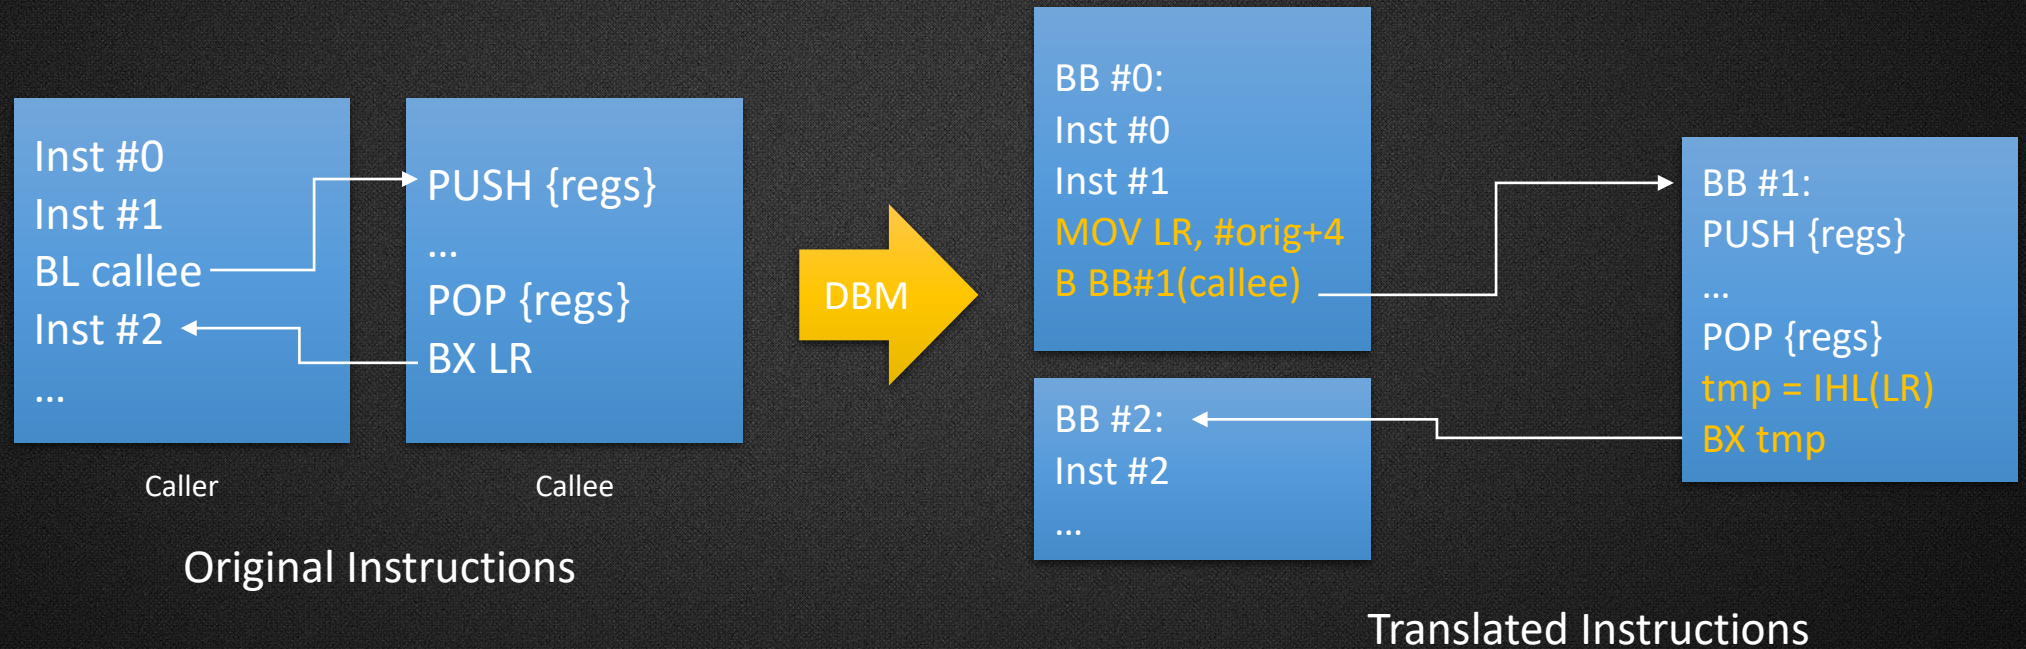 Inst #0
Inst #1
BL callee
Inst #2
...
Caller
PUSH {regs}
...
POP {regs}
BX LR
Callee
Original Instructions
DBM
BB #0:
Inst #0
Inst #1
MOV LR, #orig+4
B BB#1(callee)
BB #2:
Inst #2
...
BB #1:
PUSH {regs}
...
POP {regs}
tmp = IHL(LR)
BX tmp
Translated Instructions